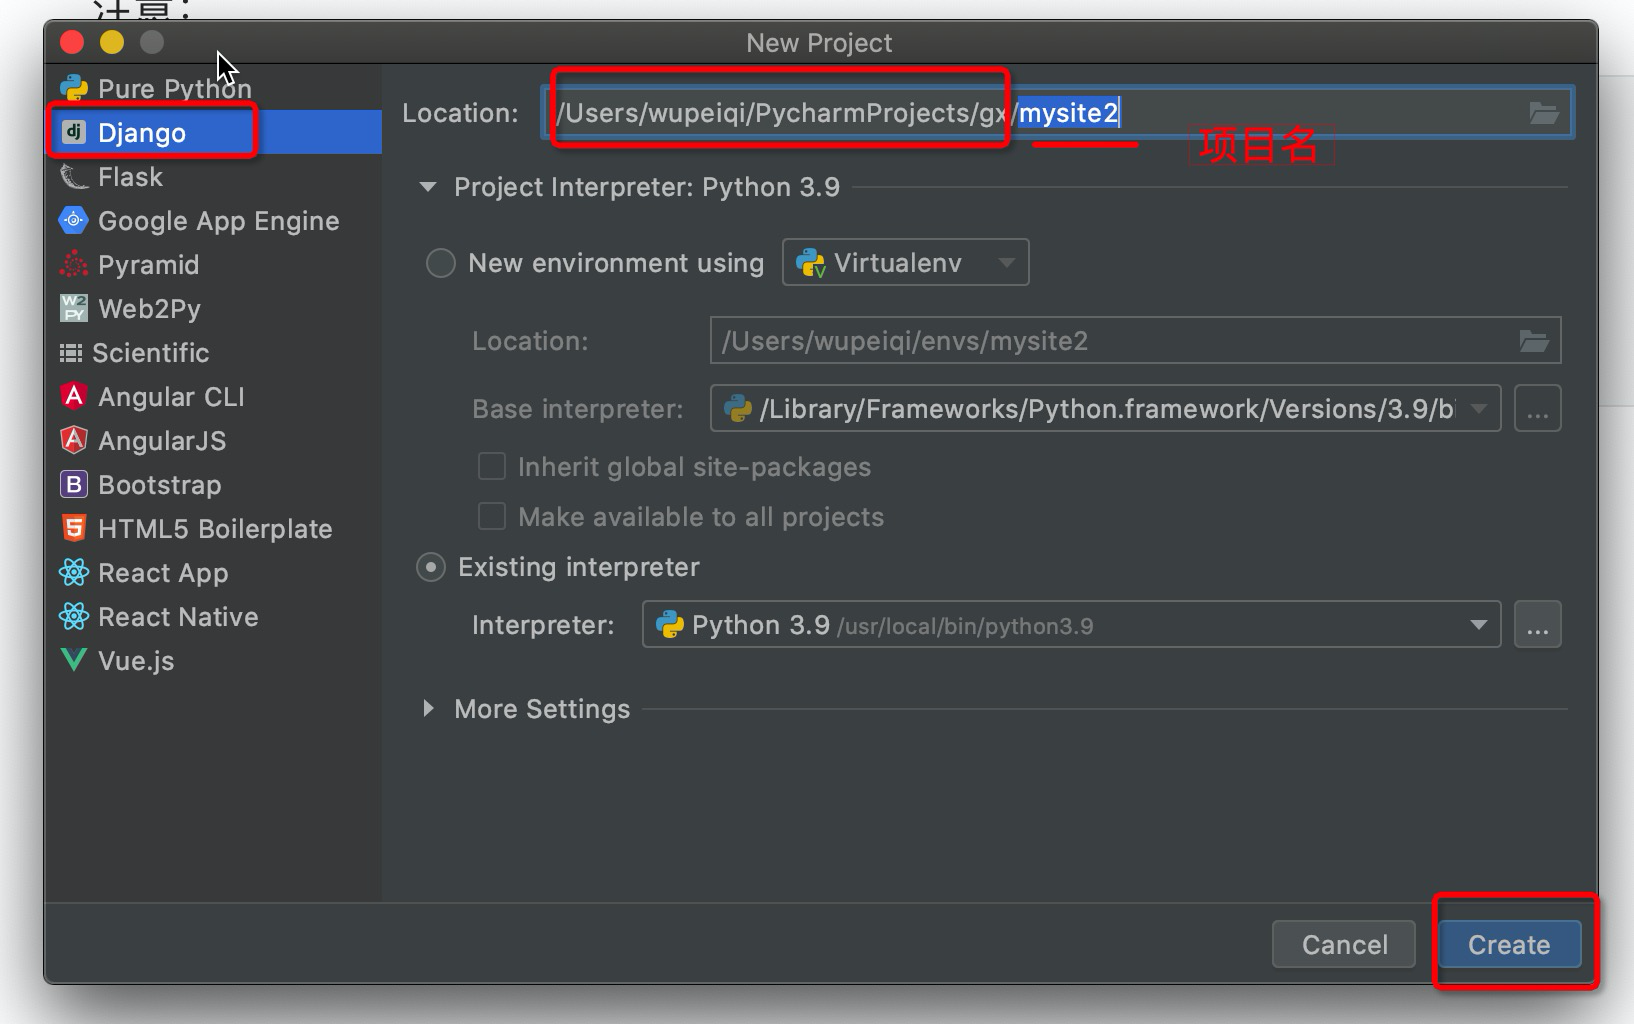 注意：
New Project
Pure Python
Django
Flask
Google App Engine
Pyramid
Web2Py
Scientific
Angular CLI
AngularJS
Bootstrap
HTML5 Boilerplate
React App
React Native
Vue.js
Location: /Users/wupeiqi/PycharmProjects/gx/mysite2
项目名
Project Interpreter: Python 3.9
New environment using Virtualenv
Location: /Users/wupeiqi/envs/mysite2
Base interpreter: /Library/Frameworks/Python.framework/Versions/3.9/bi ...
Inherit global site-packages
Make available to all projects
Existing interpreter
Interpreter: Python 3.9 /usr/local/bin/python3.9 ...
More Settings
Cancel Create